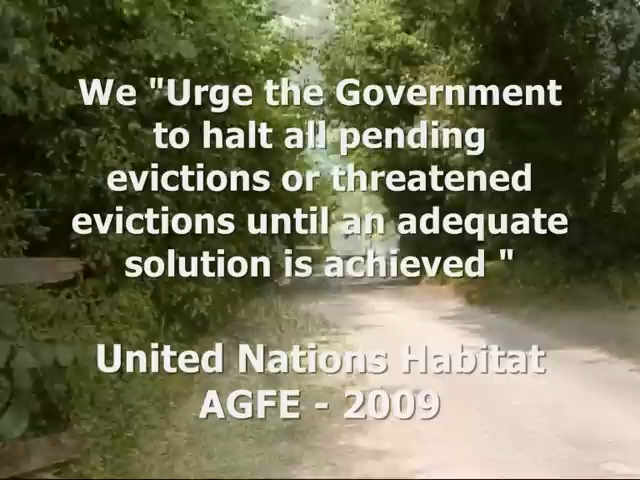 We "Urge the Government
to halt all pending
evictions or threatened
evictions until an adequate
solution is achieved "
United Nations Habitat
AGFE - 2009